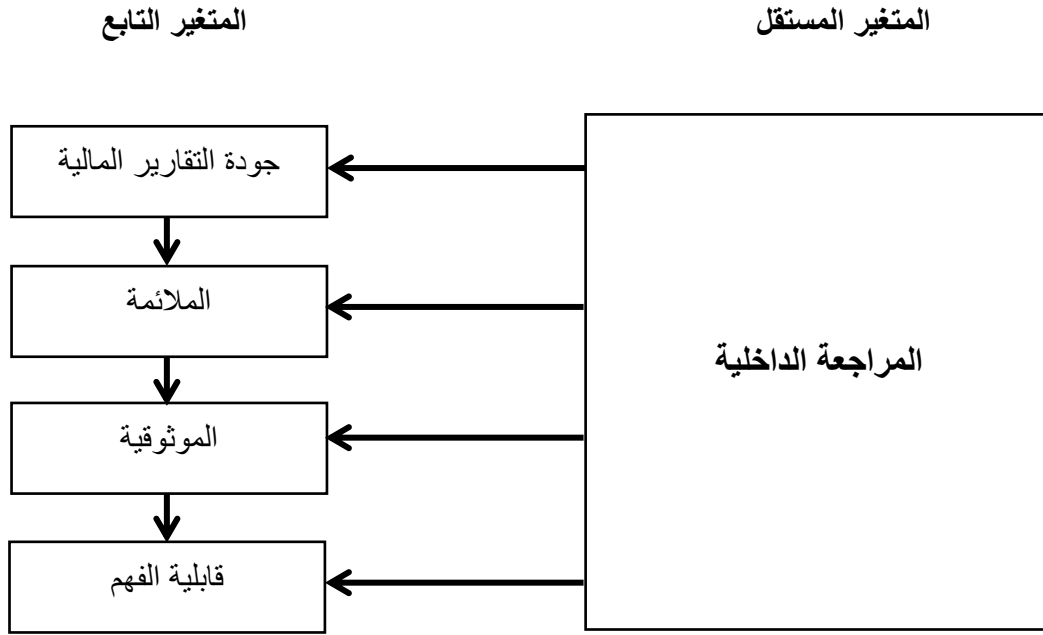 المتغير المستقل
المتغير التابع
المراجعة الداخلية
جودة التقارير المالية
الملائمة
الموثوقية
قابلية الفهم